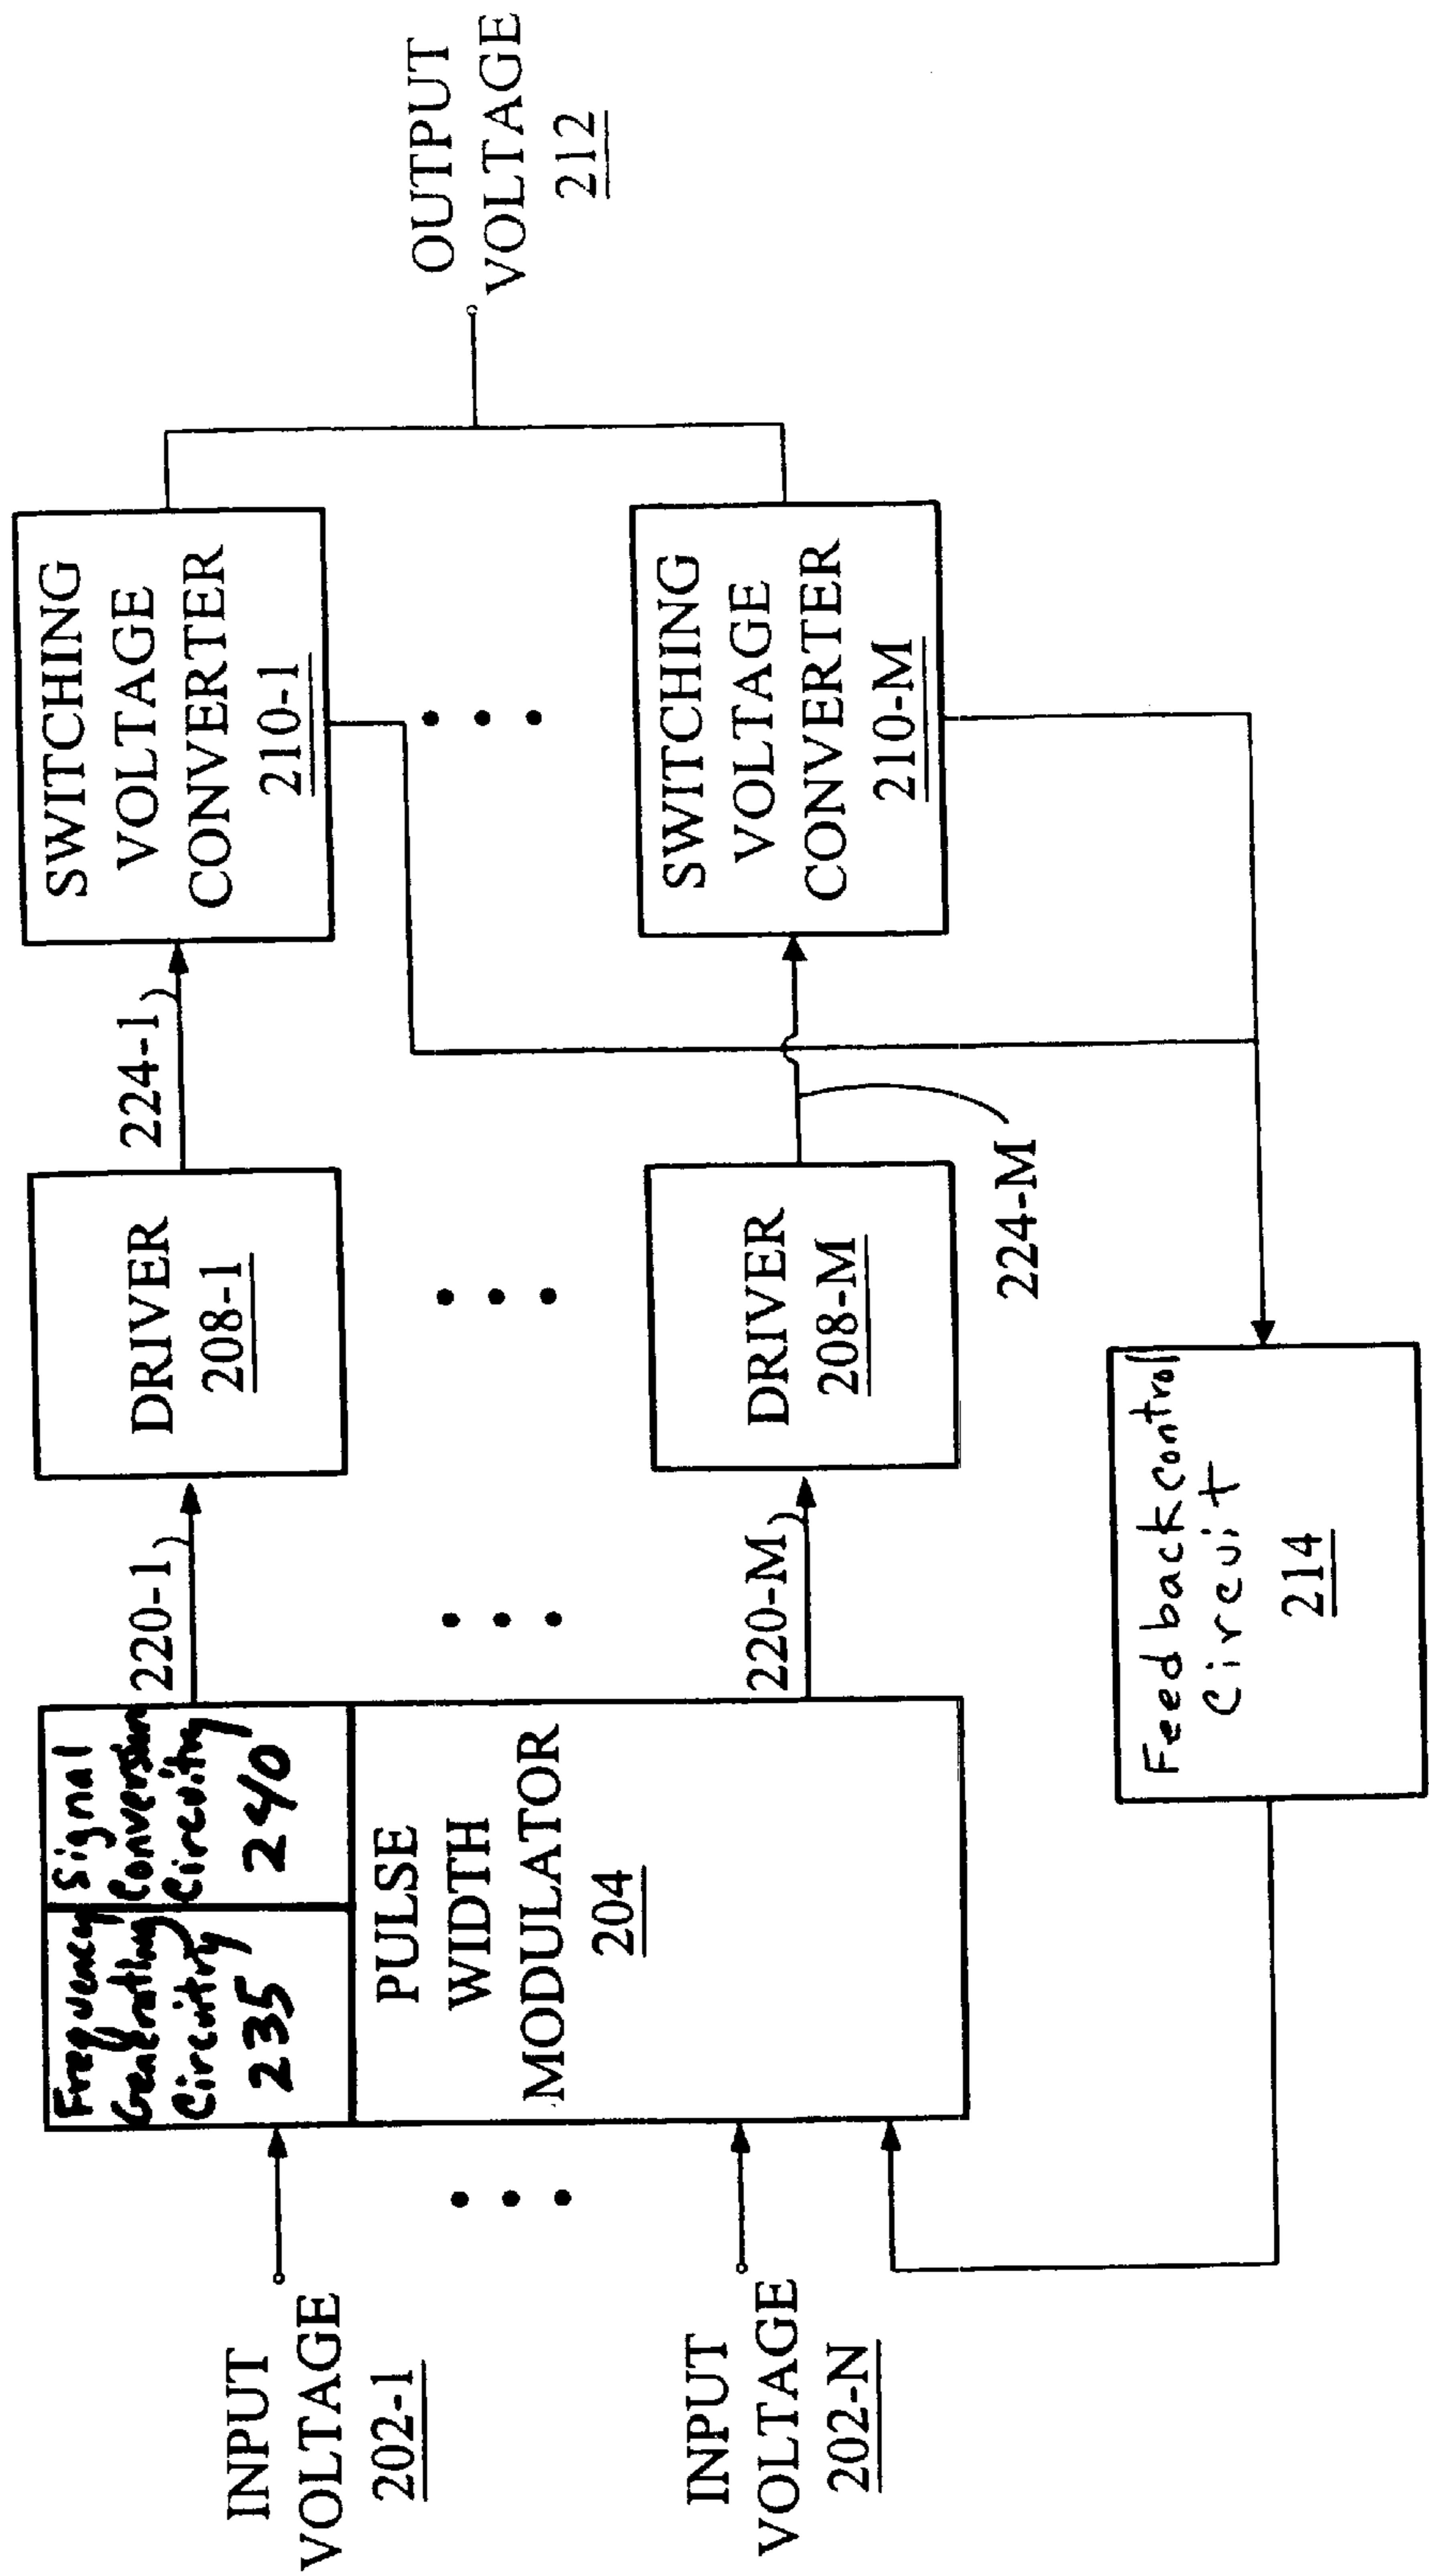 INPUT
VOLTAGE
202-1
INPUT
VOLTAGE
202-N
Frequency
Generating
Circuitry
235
Signal
Conversion
Circuitry
240
PULSE
WIDTH
MODULATOR
204
220-1
220-M
DRIVER
208-1
DRIVER
208-M
224-1
224-M
SWITCHING
VOLTAGE
CONVERTER
210-1
SWITCHING
VOLTAGE
CONVERTER
210-M
Feedback Control
Circuit
214
OUTPUT
VOLTAGE
212